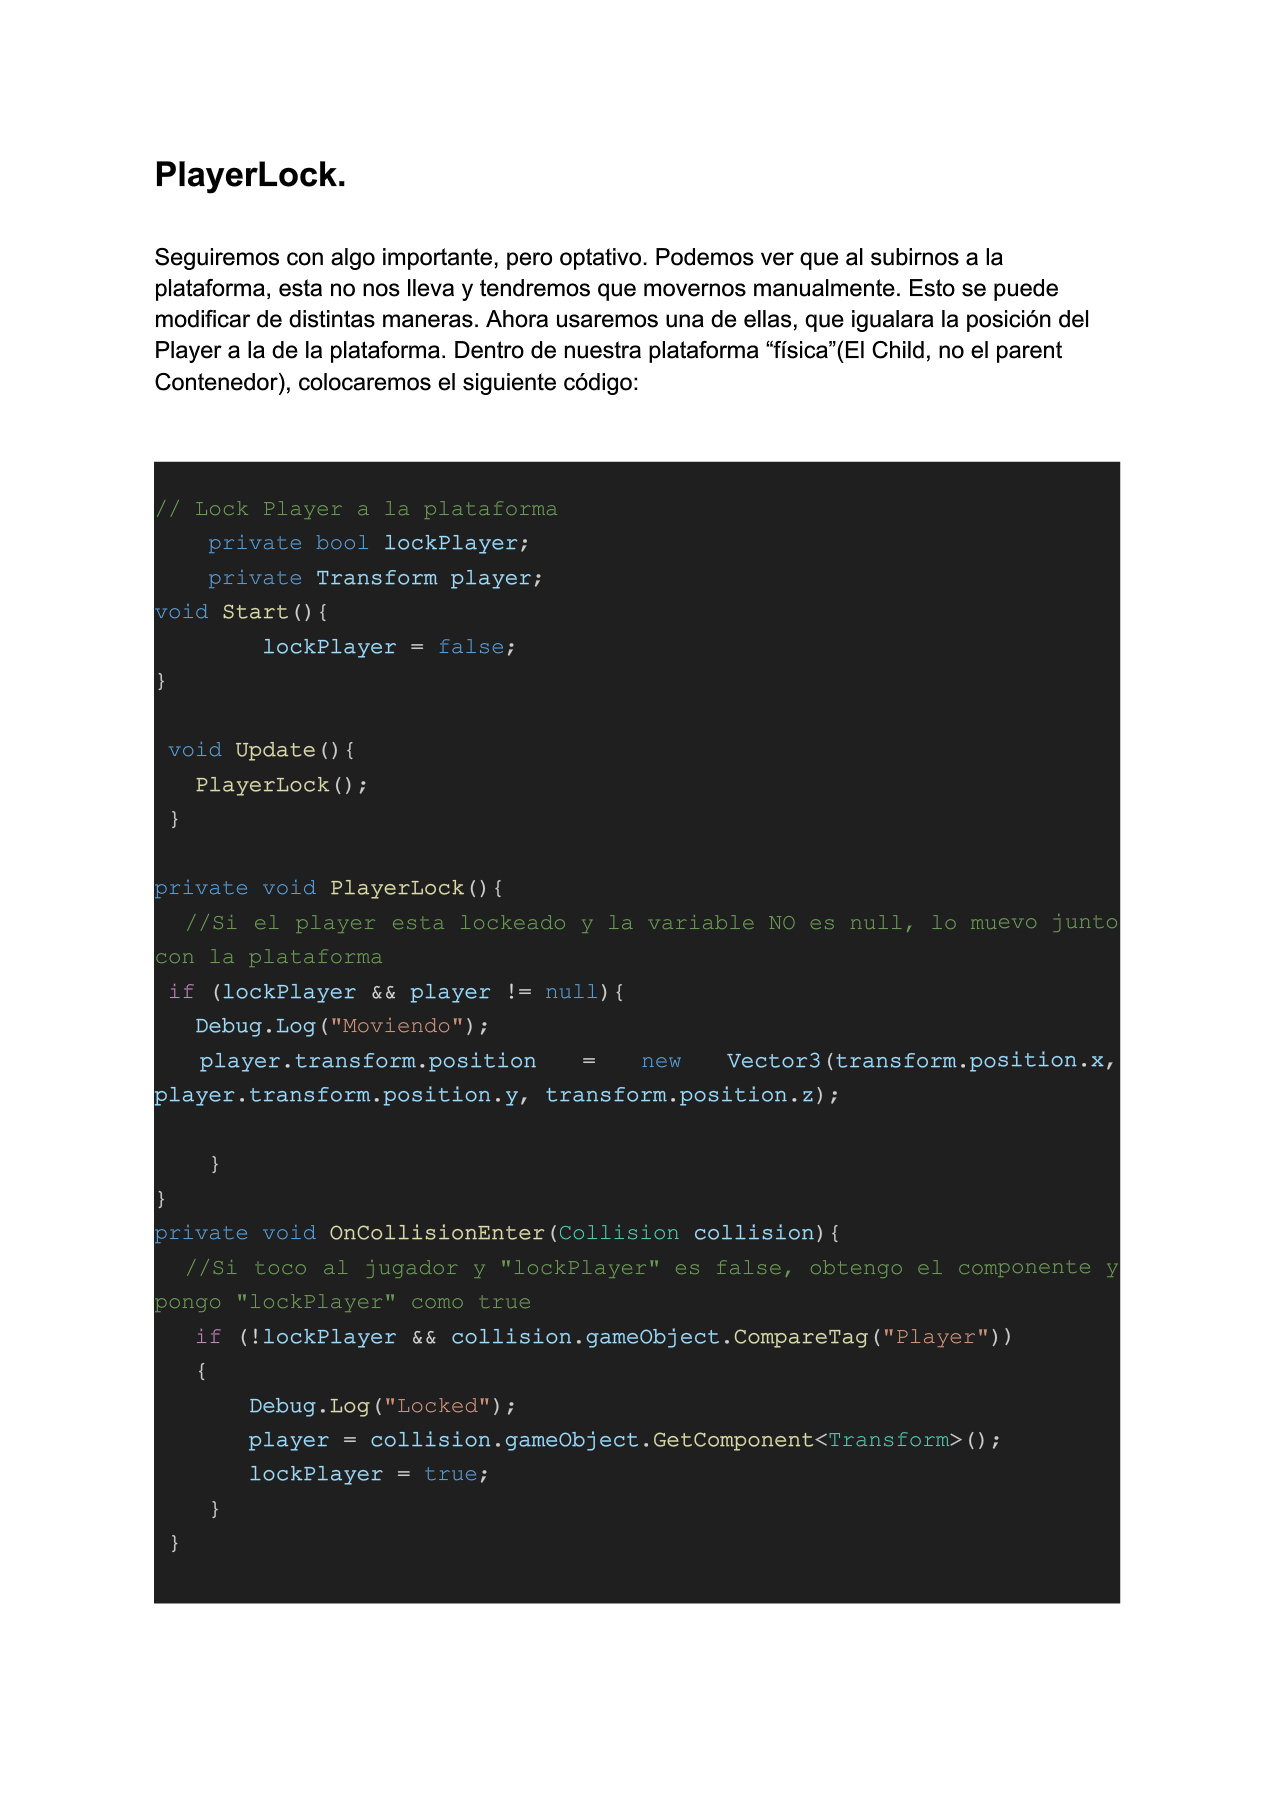 PlayerLock.
Seguiremos con algo importante, pero optativo. Podemos ver que al subirnos a la
plataforma, esta no nos lleva y tendremos que movernos manualmente. Esto se puede
modificar de distintas maneras. Ahora usaremos una de ellas, que igualara la posición del
Player a la de la plataforma. Dentro de nuestra plataforma “física”(El Child, no el parent
Contenedor), colocaremos el siguiente código:
// Lock Player a la plataforma
private bool lockPlayer;
private Transform player;
void Start(){
lockPlayer = false;
}
void Update(){
PlayerLock();
}
private void PlayerLock(){
//Si el player esta lockeado y la variable NO es null, lo muevo junto
con la plataforma
if (lockPlayer && player != null){
Debug.Log("Moviendo");
player.transform.position = new Vector3(transform.position.x,
player.transform.position.y, transform.position.z);
}
}
private void OnCollisionEnter(Collision collision){
//Si toco al jugador y "lockPlayer" es false, obtengo el componente y
pongo "lockPlayer" como true
if (!lockPlayer && collision.gameObject.CompareTag("Player"))
{
Debug.Log("Locked");
player = collision.gameObject.GetComponent<Transform>();
lockPlayer = true;
}
}